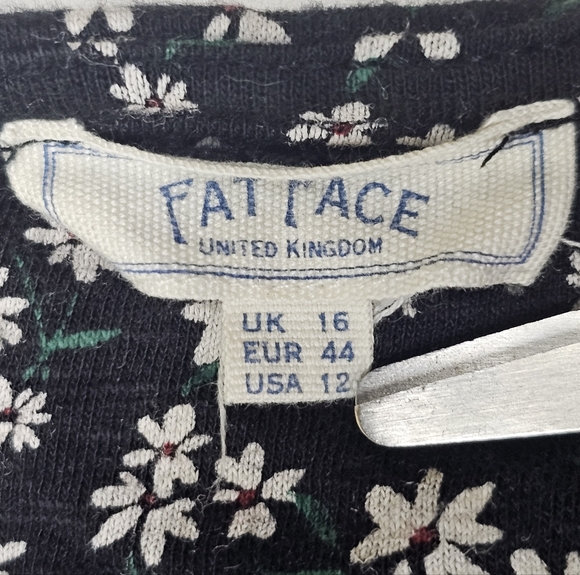 FAT FACE
UNITED KINGDOM
UK 16
EUR 44
USA 12